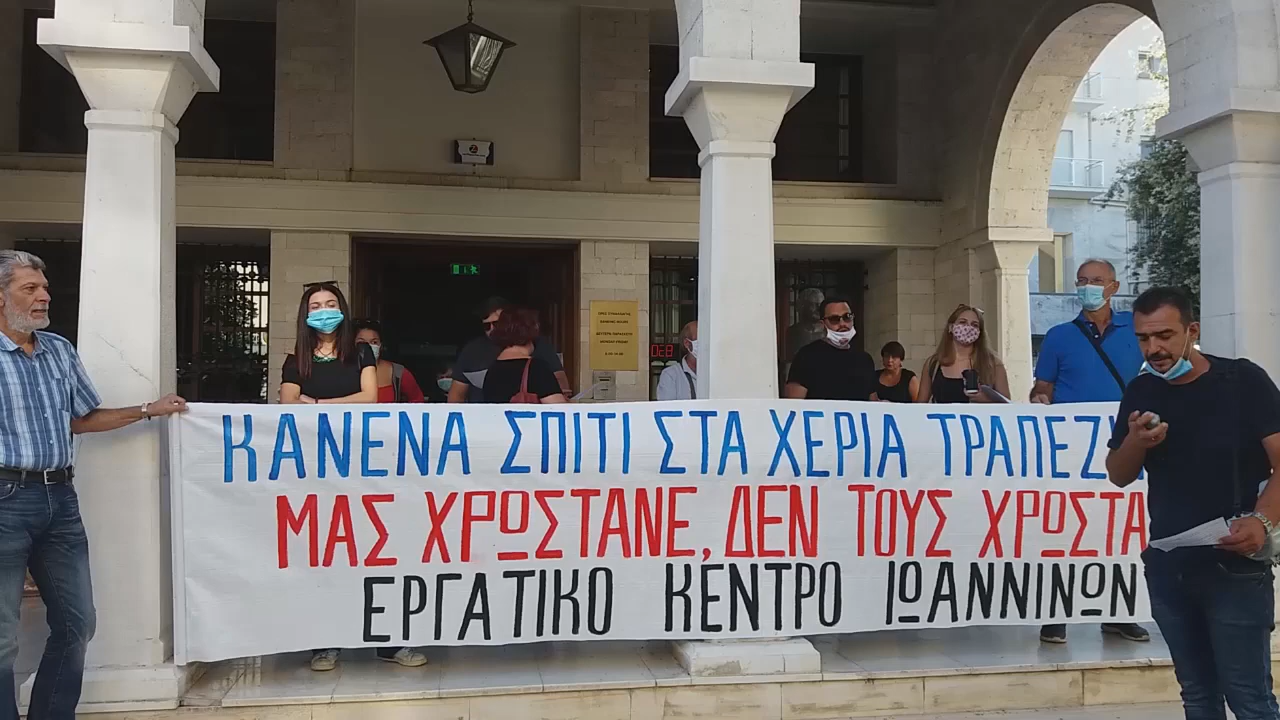 ΚΑΝΕΝΑ ΣΠΙΤΙ ΣΤΑ ΧΕΡΙΑ ΤΡΑΠΕΖ
ΜΑΣ ΧΡΩΣΤΑΝΕ, ΔΕΝ ΤΟΥΣ ΧΡΩΣΤΑ
ΕΡΓΑΤΙΚΟ ΚΕΝΤΡΟ ΙΩΑΝΝΙΝΩΝ